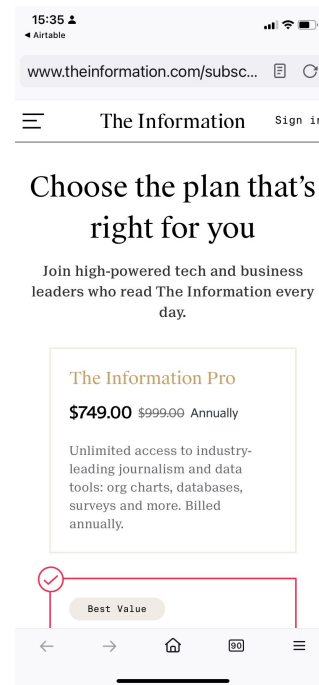 15:35
◀ Airtable
www.theinformation.com/subsc...
The Information Sign in
Choose the plan that's
right for you
Join high-powered tech and business
leaders who read The Information every
day.
The Information Pro
$749.00 $999.00 Annually
Unlimited access to industry-
leading journalism and data
tools: org charts, databases,
surveys and more. Billed
annually.
Best Value
90